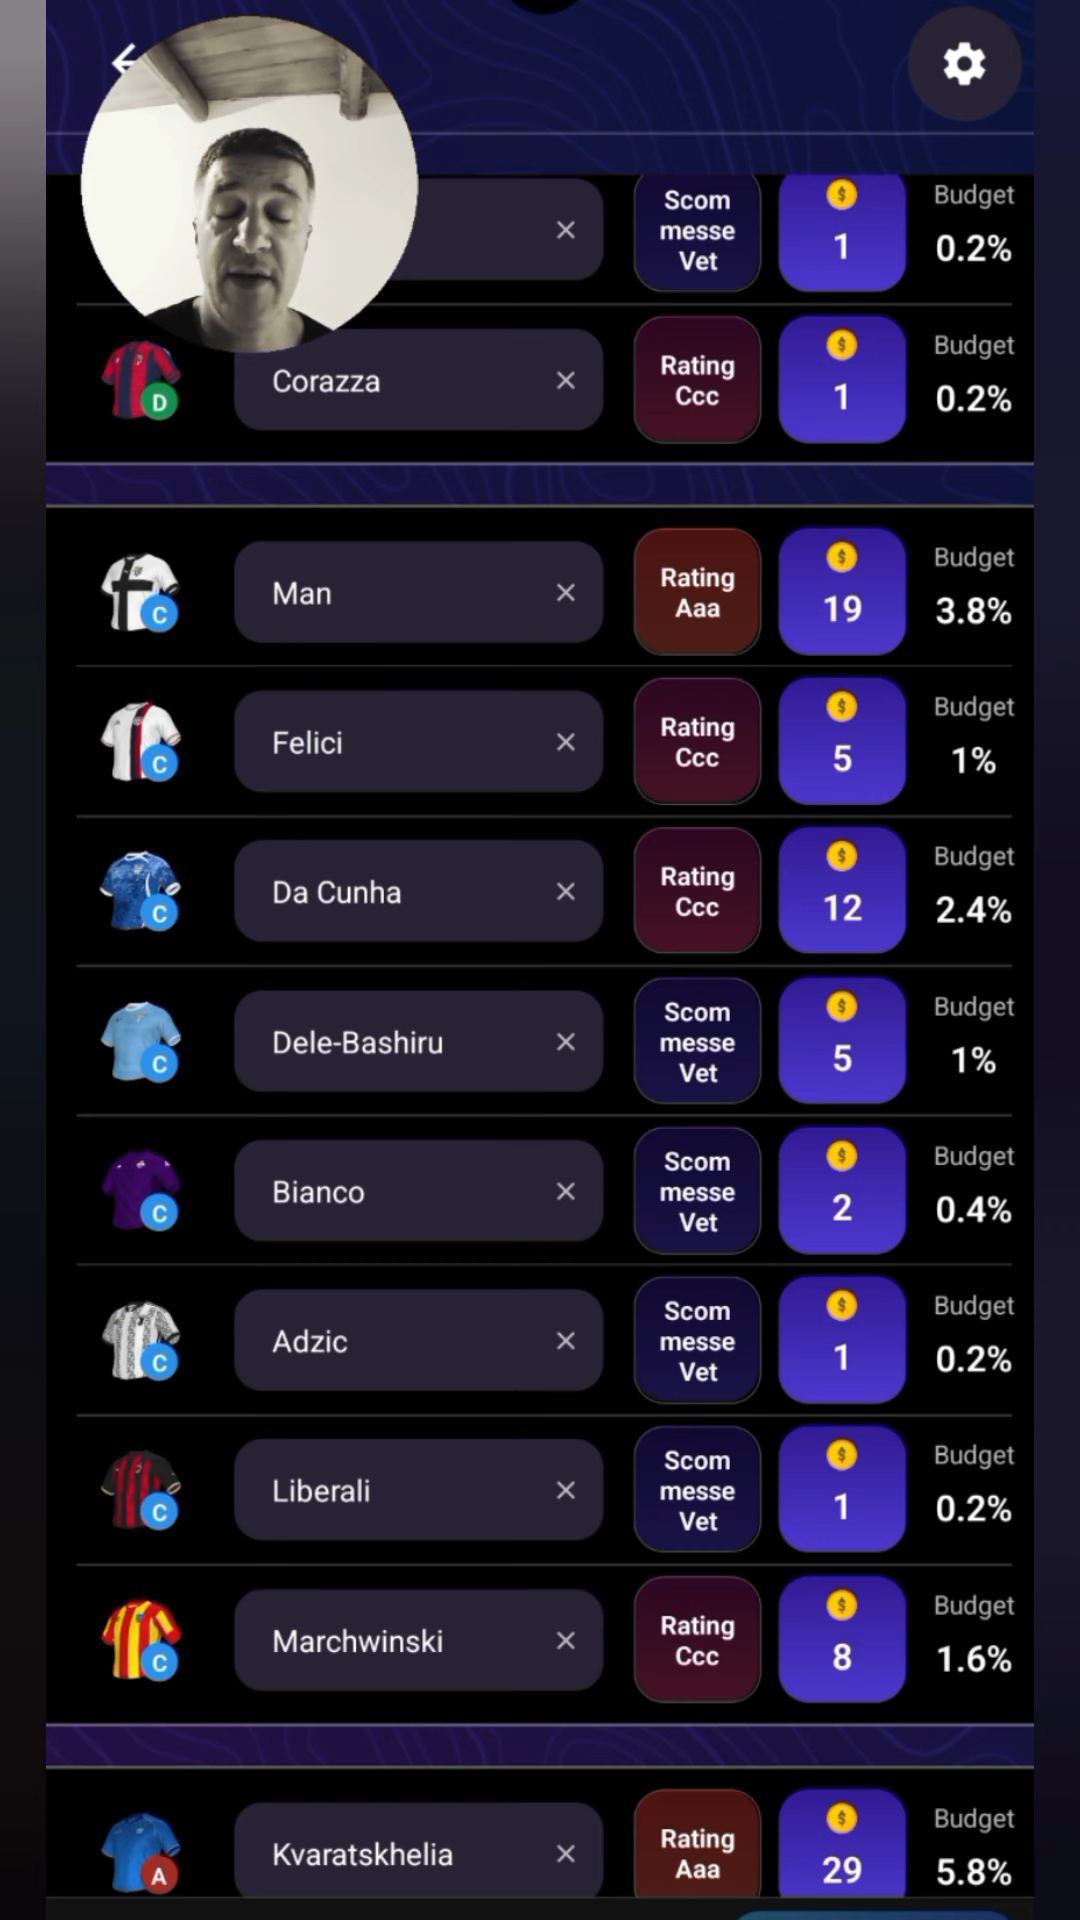 Scom
messe
Vet
1
Budget
0.2%
D
Corazza
Rating
Ccc
1
Budget
0.2%
C
Man
Rating
Aaa
19
Budget
3.8%
C
Felici
Rating
Ccc
5
Budget
1%
C
Da Cunha
Rating
Ccc
12
Budget
2.4%
C
Dele-Bashiru
Scom
messe
Vet
5
Budget
1%
C
Bianco
Scom
messe
Vet
2
Budget
0.4%
C
Adzic
Scom
messe
Vet
1
Budget
0.2%
C
Liberali
Scom
messe
Vet
1
Budget
0.2%
C
Marchwinski
Rating
Ccc
8
Budget
1.6%
A
Kvaratskhelia
Rating
Aaa
29
Budget
5.8%